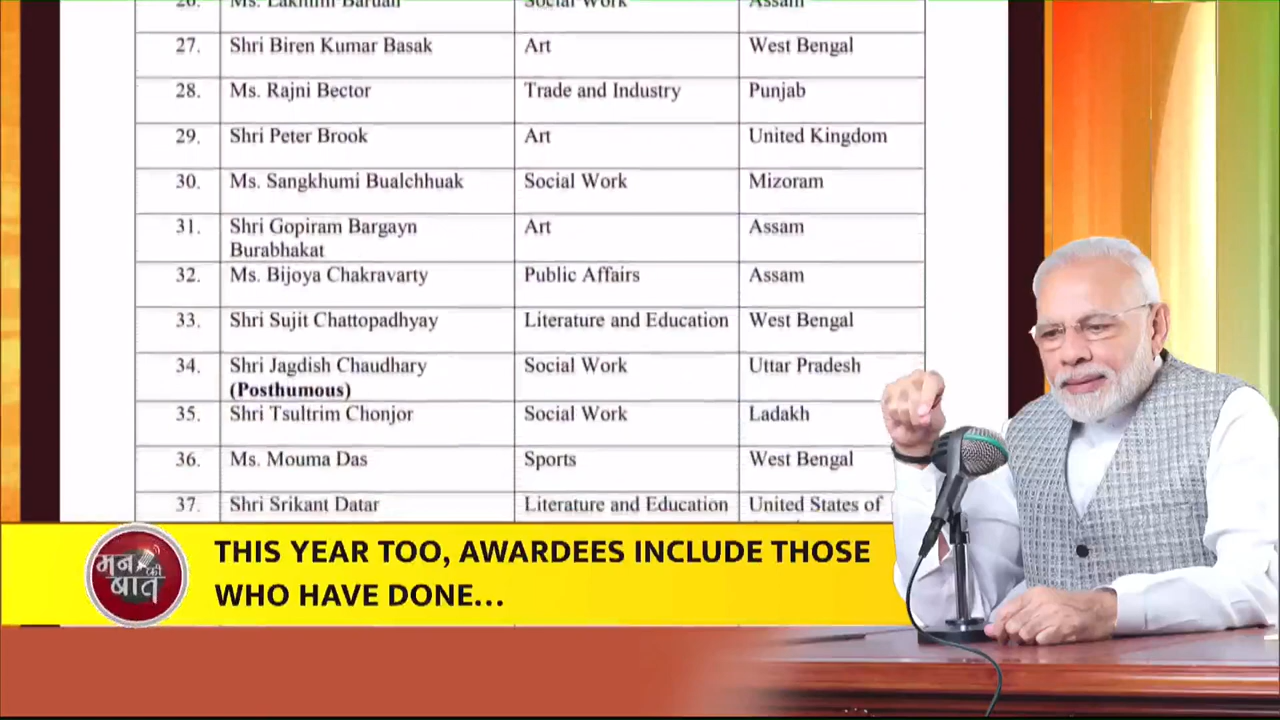 26. Ms. Lakhimi Baruah Social Work Assam
27. Shri Biren Kumar Basak Art West Bengal
28. Ms. Rajni Bector Trade and Industry Punjab
29. Shri Peter Brook Art United Kingdom
30. Ms. Sangkhumi Bualchhuak Social Work Mizoram
31. Shri Gopiram Bargayn Art Assam
Burabhakat
32. Ms. Bijoya Chakravarty Public Affairs Assam
33. Shri Sujit Chattopadhyay Literature and Education West Bengal
34. Shri Jagdish Chaudhary Social Work Uttar Pradesh
(Posthumous)
35. Shri Tsultrim Chonjor Social Work Ladakh
36. Ms. Mouma Das Sports West Bengal
37. Shri Srikant Datar Literature and Education United States of
मन
की
बात
THIS YEAR TOO, AWARDEES INCLUDE THOSE
WHO HAVE DONE...